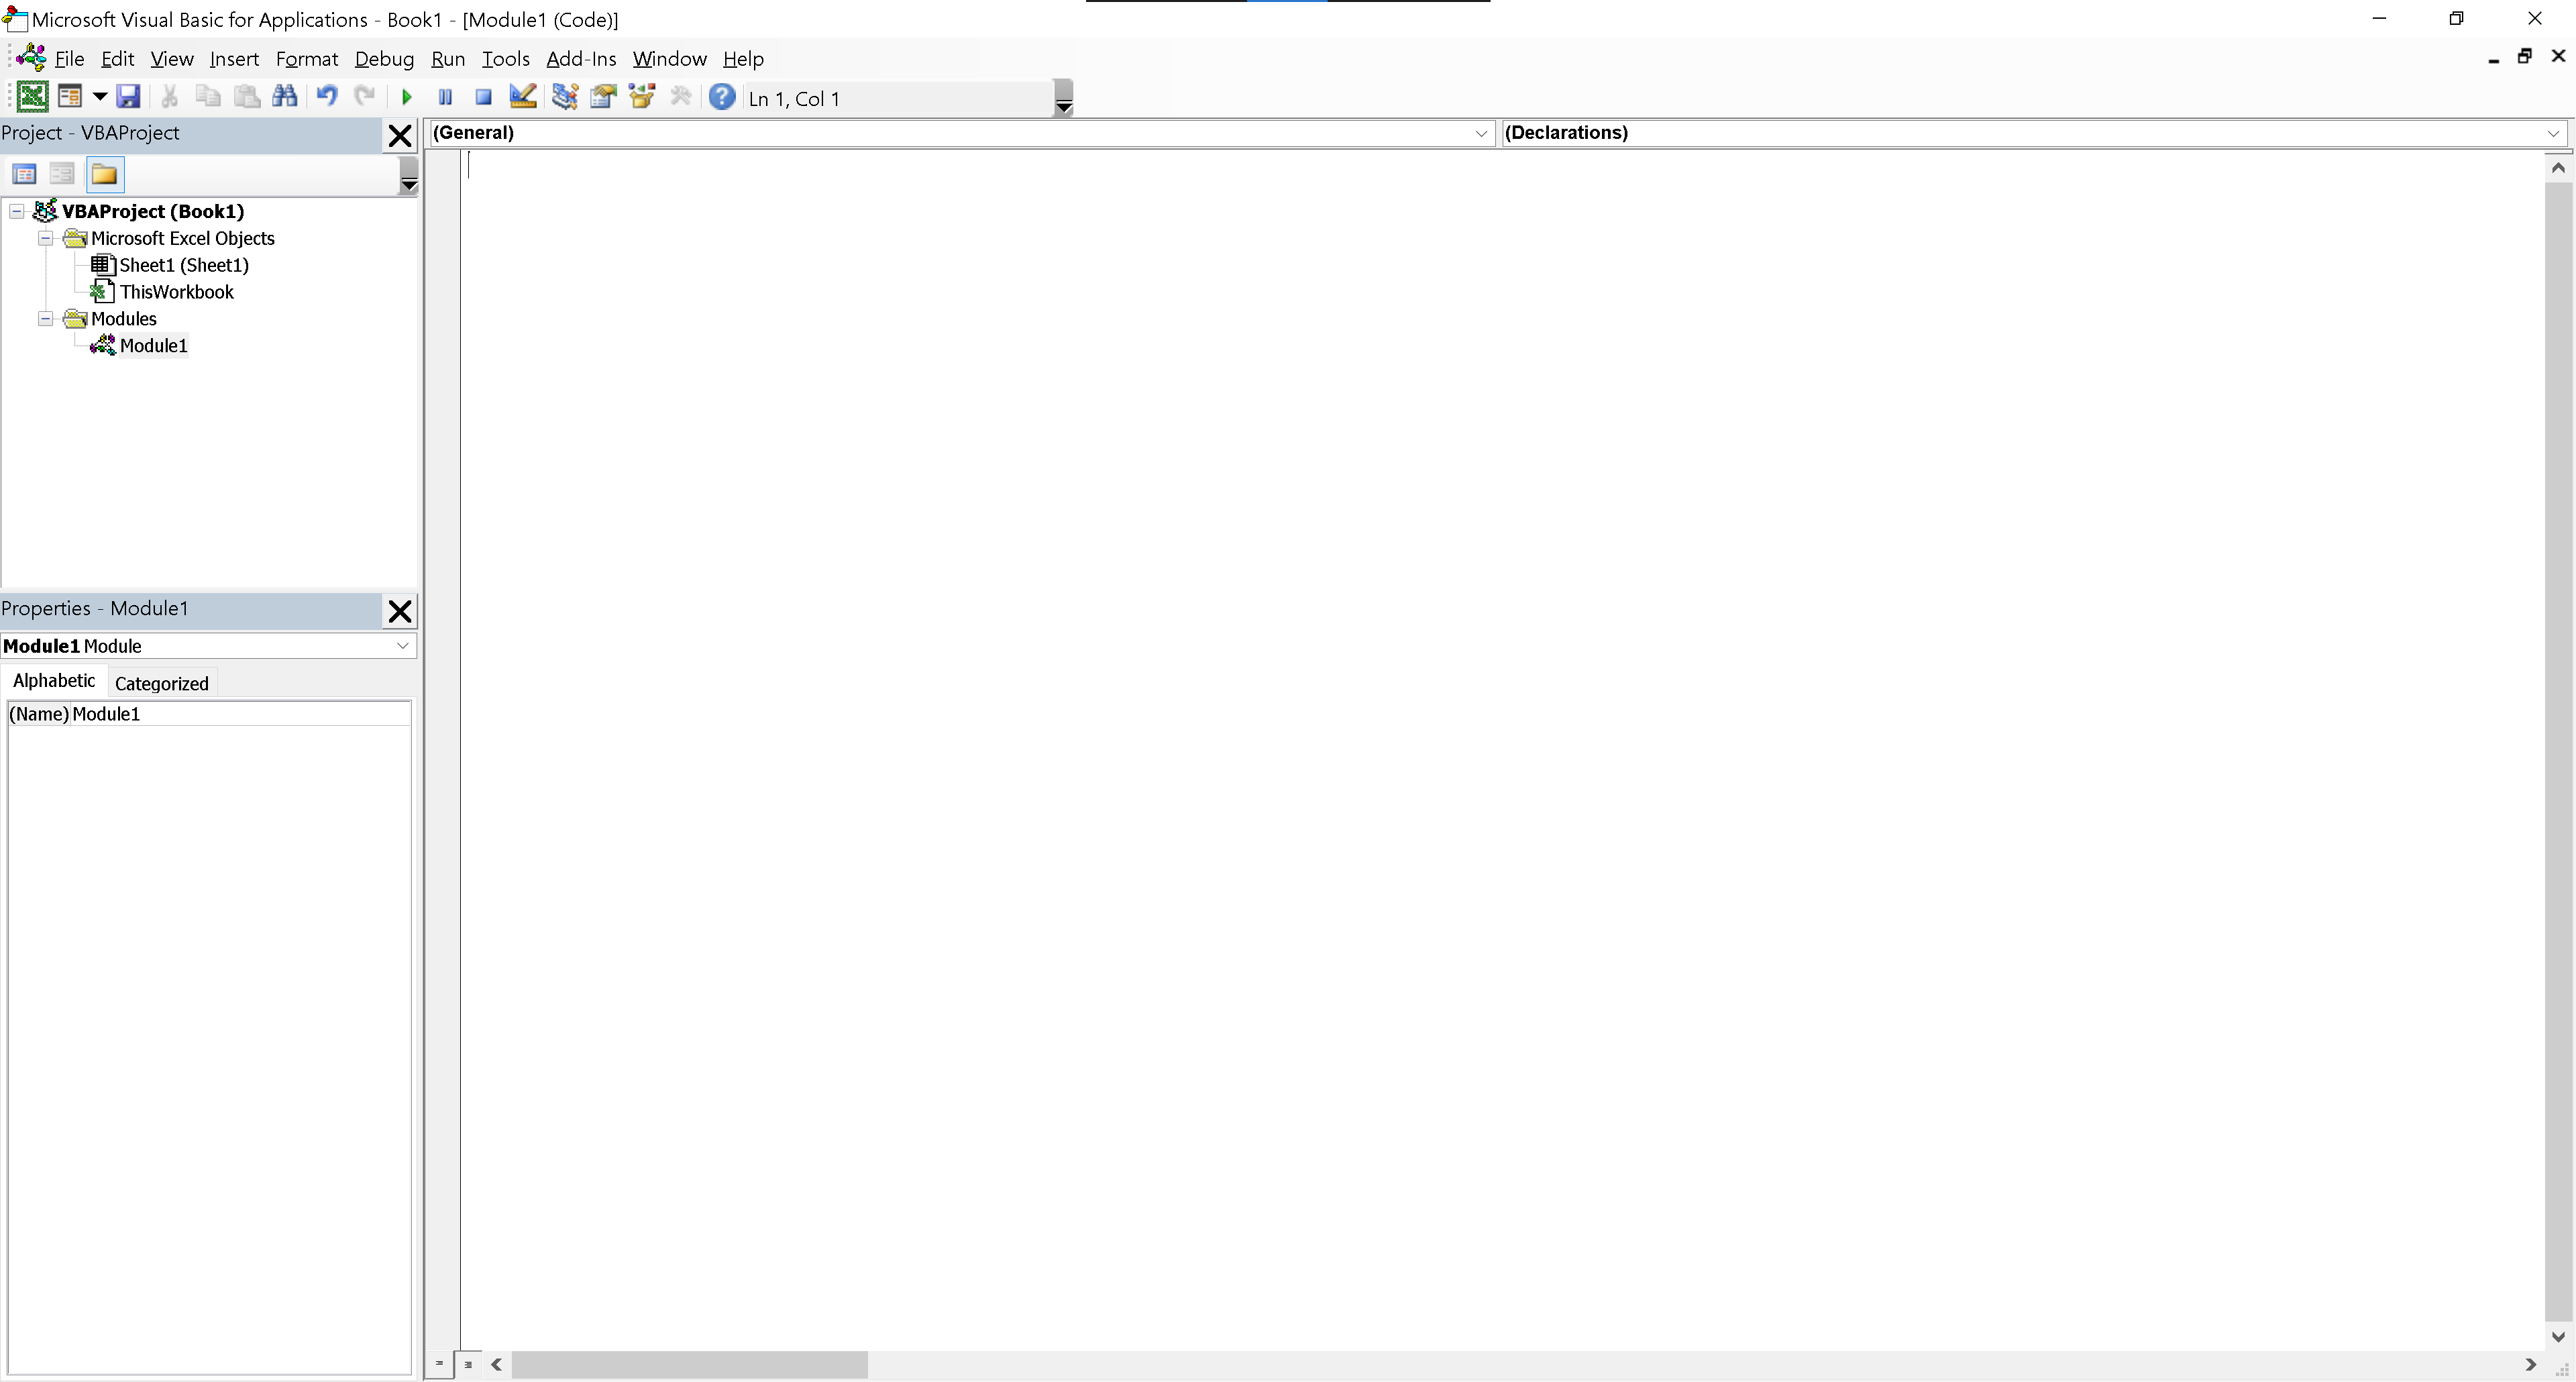 Microsoft Visual Basic for Applications - Book1 - [Module1 (Code)]
File Edit View Insert Format Debug Run Tools Add-Ins Window Help
Ln 1, Col 1
Project - VBAProject
(General)
(Declarations)
VBAProject (Book1)
Microsoft Excel Objects
Sheet1 (Sheet1)
ThisWorkbook
Modules
Module1
Properties - Module1
Module1 Module
Alphabetic
Categorized
(Name) Module1